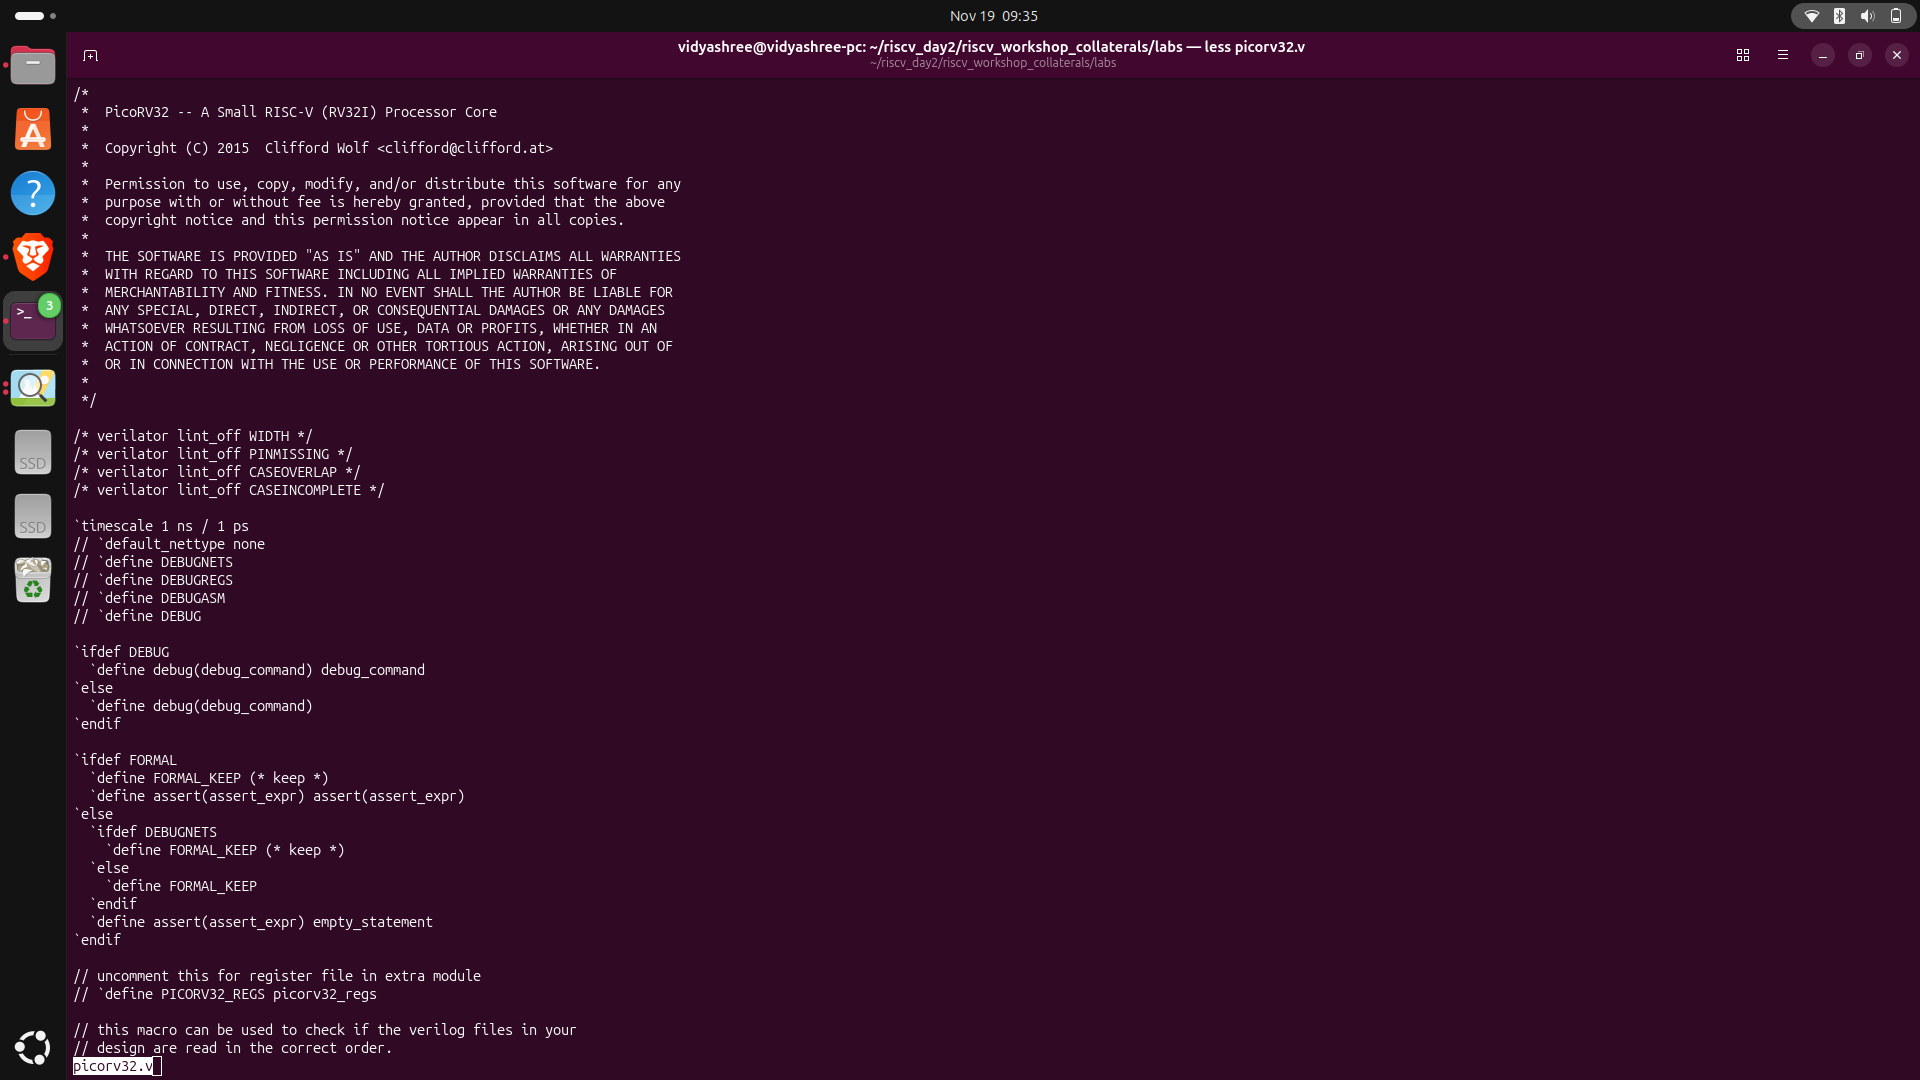 Nov 19 09:35
vidyashree@vidyashree-pc: ~/riscv_day2/riscv_workshop_collaterals/labs — less picorv32.v
~/riscv_day2/riscv_workshop_collaterals/labs
/*
 *  PicoRV32 -- A Small RISC-V (RV32I) Processor Core
 *
 *  Copyright (C) 2015  Clifford Wolf <clifford@clifford.at>
 *
 *  Permission to use, copy, modify, and/or distribute this software for any
 *  purpose with or without fee is hereby granted, provided that the above
 *  copyright notice and this permission notice appear in all copies.
 *
 *  THE SOFTWARE IS PROVIDED "AS IS" AND THE AUTHOR DISCLAIMS ALL WARRANTIES
 *  WITH REGARD TO THIS SOFTWARE INCLUDING ALL IMPLIED WARRANTIES OF
 *  MERCHANTABILITY AND FITNESS. IN NO EVENT SHALL THE AUTHOR BE LIABLE FOR
 *  ANY SPECIAL, DIRECT, INDIRECT, OR CONSEQUENTIAL DAMAGES OR ANY DAMAGES
 *  WHATSOEVER RESULTING FROM LOSS OF USE, DATA OR PROFITS, WHETHER IN AN
 *  ACTION OF CONTRACT, NEGLIGENCE OR OTHER TORTIOUS ACTION, ARISING OUT OF
 *  OR IN CONNECTION WITH THE USE OR PERFORMANCE OF THIS SOFTWARE.
 *
 */
/* verilator lint_off WIDTH */
/* verilator lint_off PINMISSING */
/* verilator lint_off CASEOVERLAP */
/* verilator lint_off CASEINCOMPLETE */
`timescale 1 ns / 1 ps
// `default_nettype none
// `define DEBUGNETS
// `define DEBUGREGS
// `define DEBUGASM
// `define DEBUG
`ifdef DEBUG
  `define debug(debug_command) debug_command
`else
  `define debug(debug_command)
`endif
`ifdef FORMAL
  `define FORMAL_KEEP (* keep *)
  `define assert(assert_expr) assert(assert_expr)
`else
  `ifdef DEBUGNETS
    `define FORMAL_KEEP (* keep *)
  `else
    `define FORMAL_KEEP
  `endif
  `define assert(assert_expr) empty_statement
`endif
// uncomment this for register file in extra module
// `define PICORV32_REGS picorv32_regs
// this macro can be used to check if the verilog files in your
// design are read in the correct order.
picorv32.v
3
SSD
SSD